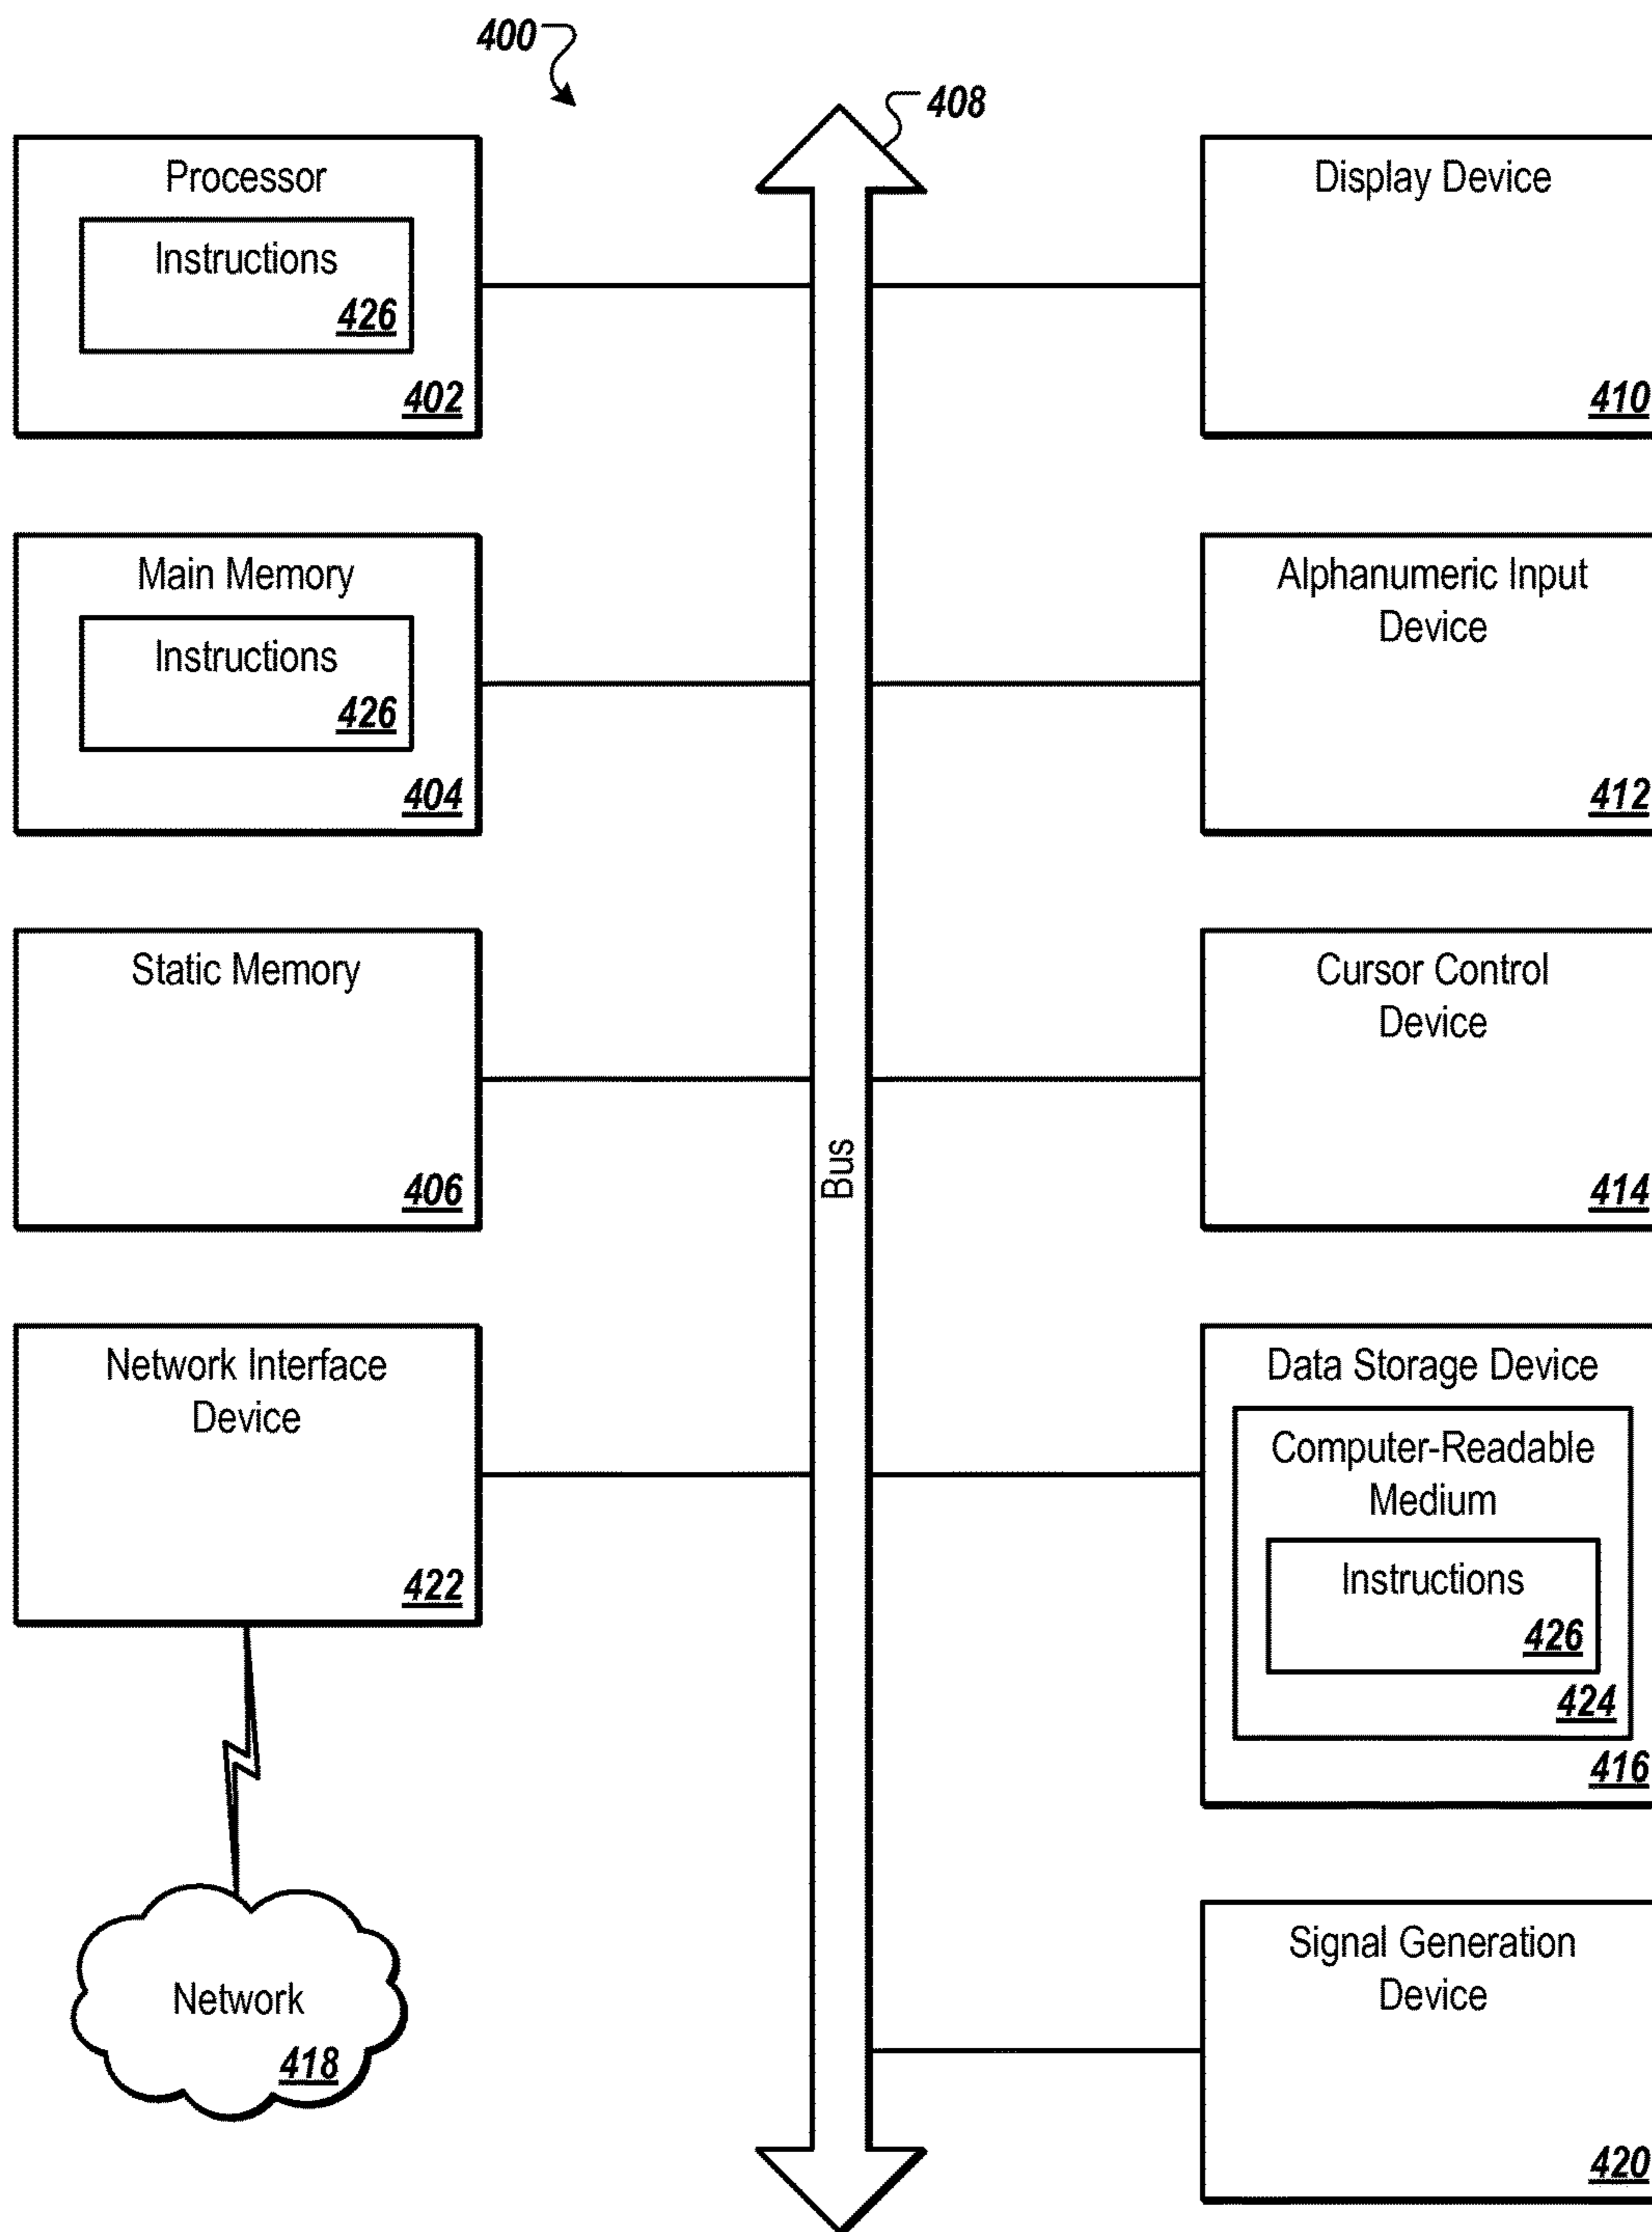 400
408
Processor
Instructions
426
402
Display Device
410
Main Memory
Instructions
426
404
Alphanumeric Input
Device
412
Static Memory
406
Cursor Control
Device
414
Bus
Network Interface
Device
422
Data Storage Device
Computer-Readable
Medium
Instructions
426
424
416
Network
418
Signal Generation
Device
420